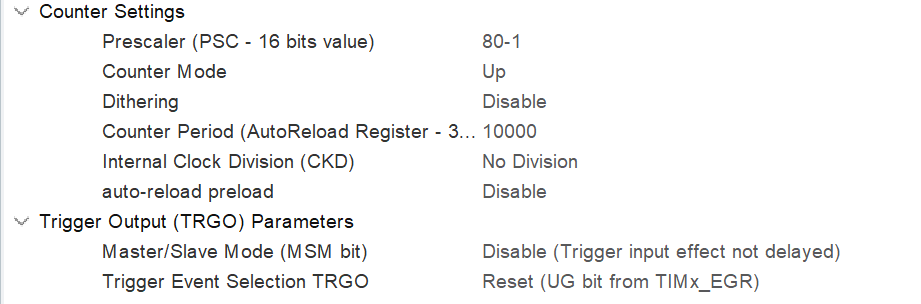 Counter Settings
Prescaler (PSC - 16 bits value) 80-1
Counter Mode Up
Dithering Disable
Counter Period (AutoReload Register - 3... 10000
Internal Clock Division (CKD) No Division
auto-reload preload Disable
Trigger Output (TRGO) Parameters
Master/Slave Mode (MSM bit) Disable (Trigger input effect not delayed)
Trigger Event Selection TRGO Reset (UG bit from TIMx_EGR)